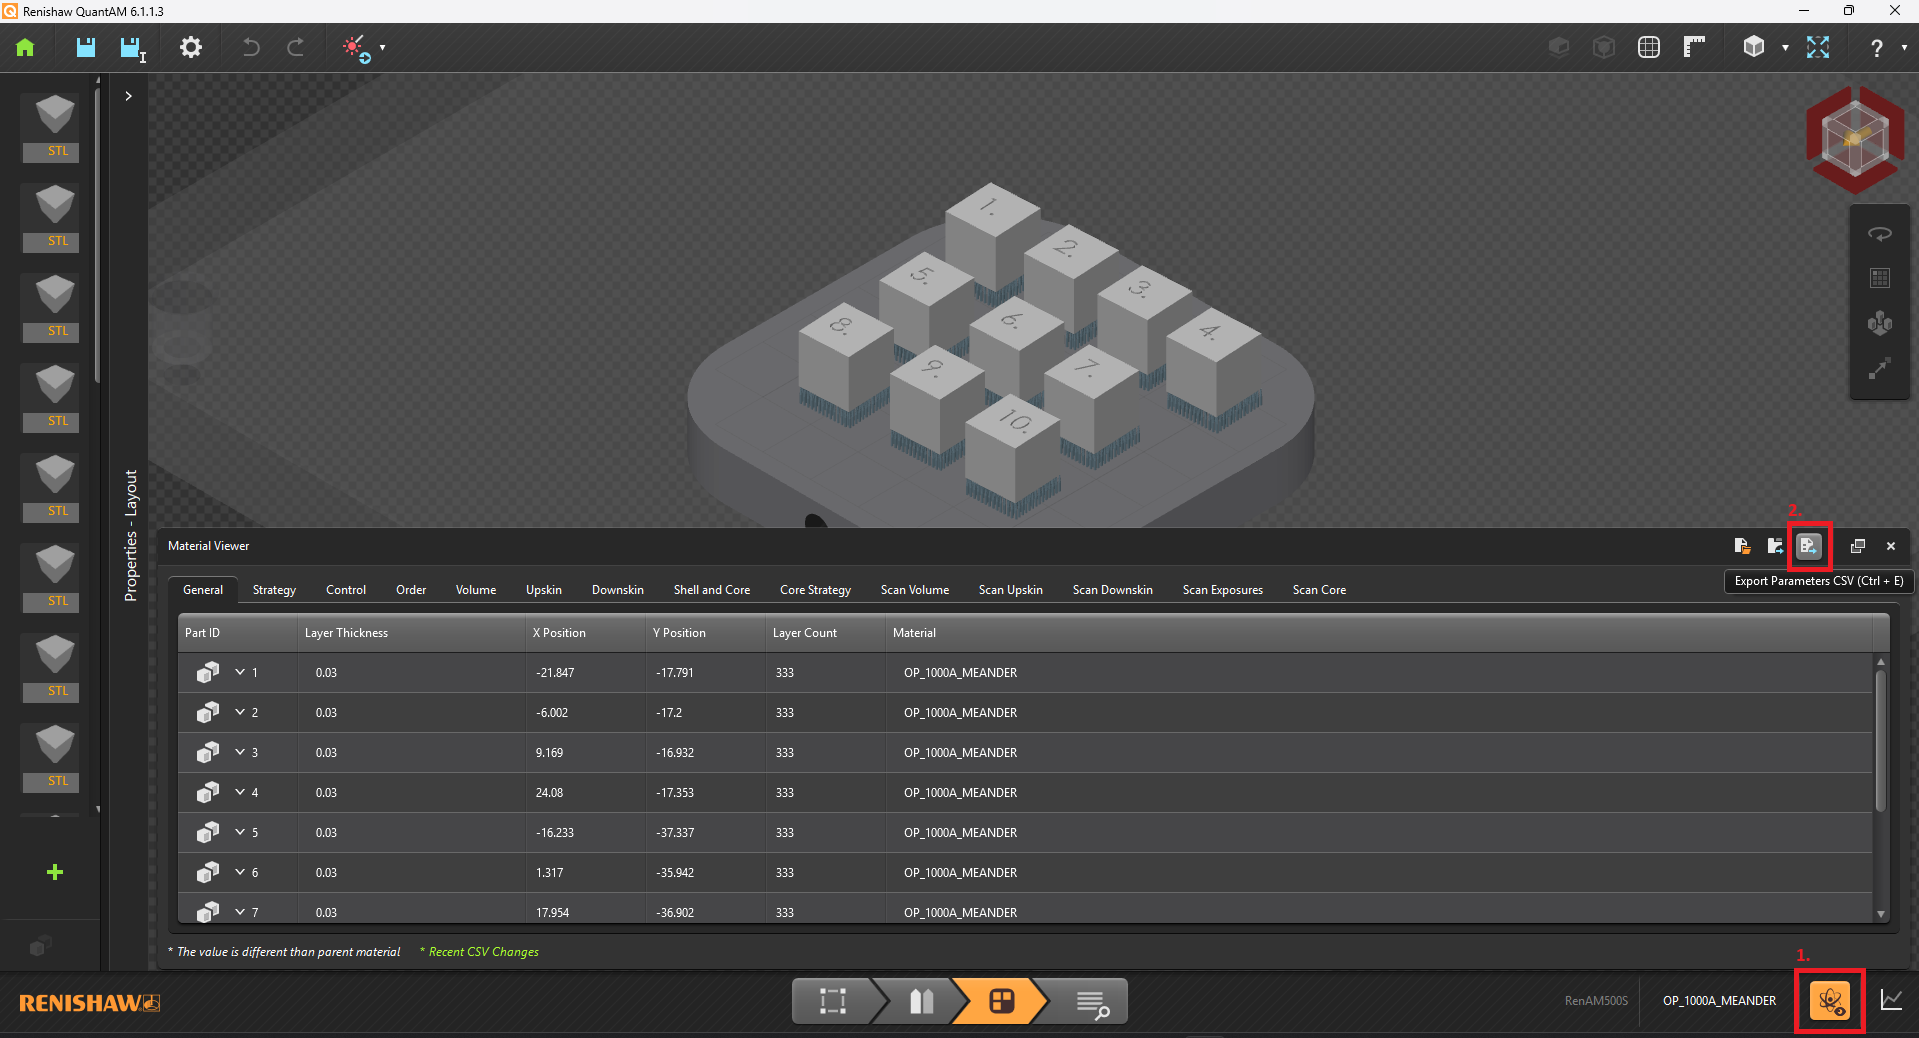 Renishaw QuantAM 6.1.1.3
?
STL
STL
STL
STL
STL
STL
STL
STL
Properties - Layout
1.
2.
3.
4.
5.
6.
7.
8.
9.
10.
2.
Material Viewer
Export Parameters CSV (Ctrl + E)
General Strategy Control Order Volume Upskin Downskin Shell and Core Core Strategy Scan Volume Scan Upskin Scan Downskin Scan Exposures Scan Core
Part ID Layer Thickness X Position Y Position Layer Count Material
1 0.03 -21.847 -17.791 333 OP_1000A_MEANDER
2 0.03 -6.002 -17.2 333 OP_1000A_MEANDER
3 0.03 9.169 -16.932 333 OP_1000A_MEANDER
4 0.03 24.08 -17.353 333 OP_1000A_MEANDER
5 0.03 -16.233 -37.337 333 OP_1000A_MEANDER
6 0.03 1.317 -35.942 333 OP_1000A_MEANDER
7 0.03 17.954 -36.902 333 OP_1000A_MEANDER
* The value is different than parent material * Recent CSV Changes
1.
RENISHAW RenAM500S OP_1000A_MEANDER